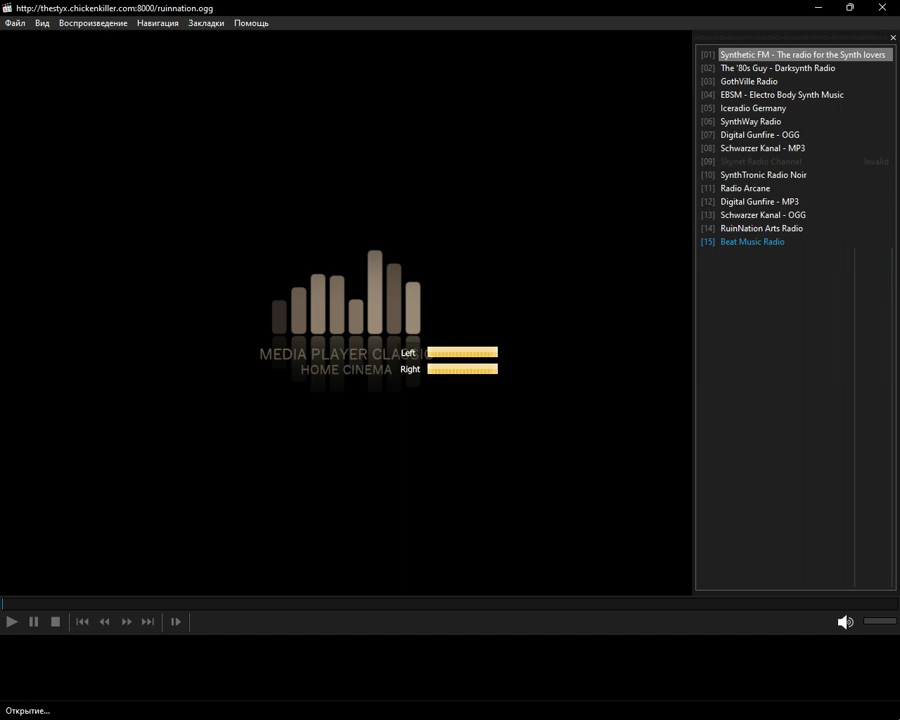 http://thestyx.chickenkiller.com:8000/ruinnation.ogg
Файл Вид Воспроизведение Навигация Закладки Помощь
[01] Synthetic FM - The radio for the Synth lovers
[02] The '80s Guy - Darksynth Radio
[03] GothVille Radio
[04] EBSM - Electro Body Synth Music
[05] Iceradio Germany
[06] SynthWay Radio
[07] Digital Gunfire - OGG
[08] Schwarzer Kanal - MP3
[09] Skynet Radio Channel Invalid
[10] SynthTronic Radio Noir
[11] Radio Arcane
[12] Digital Gunfire - MP3
[13] Schwarzer Kanal - OGG
[14] RuinNation Arts Radio
[15] Beat Music Radio
MEDIA PLAYER CLASSIC
HOME CINEMA
Left
Right
Открытие...